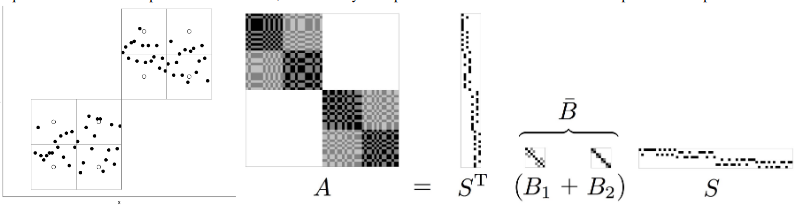 B̄
A = Sᵀ (B₁ + B₂) S